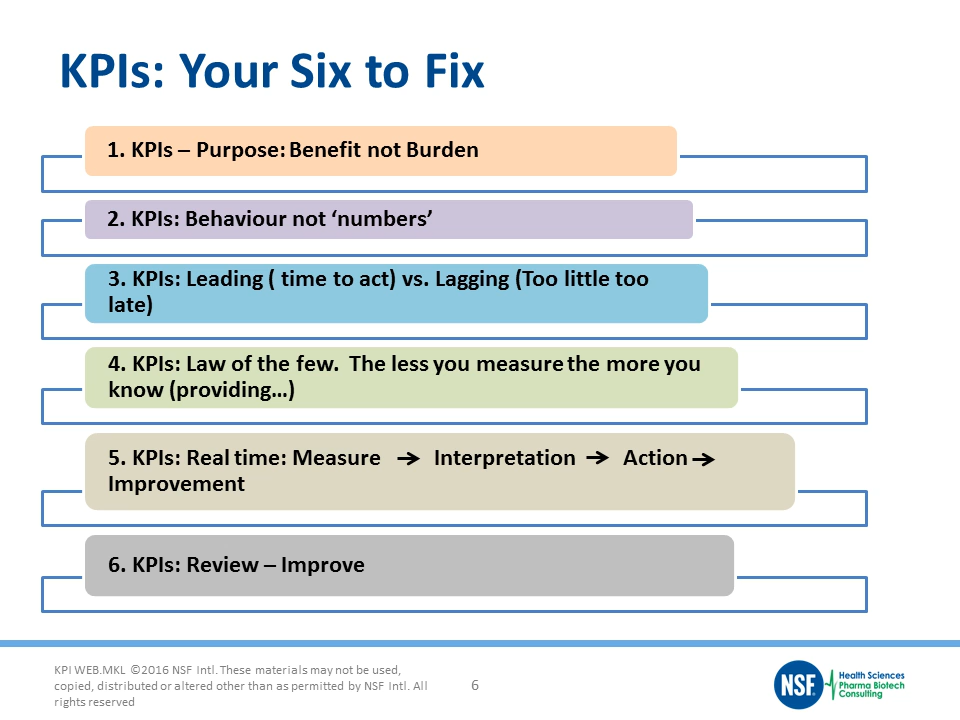 KPIs: Your Six to Fix
1. KPIs – Purpose: Benefit not Burden
2. KPIs: Behaviour not ‘numbers’
3. KPIs: Leading ( time to act) vs. Lagging (Too little too
late)
4. KPIs: Law of the few.  The less you measure the more you
know (providing…)
5. KPIs: Real time: Measure → Interpretation → Action →
Improvement
6. KPIs: Review – Improve
KPI WEB.MKL ©2016 NSF Intl. These materials may not be used,
copied, distributed or altered other than as permitted by NSF Intl. All
rights reserved
6
NSF
Health Sciences
Pharma Biotech
Consulting